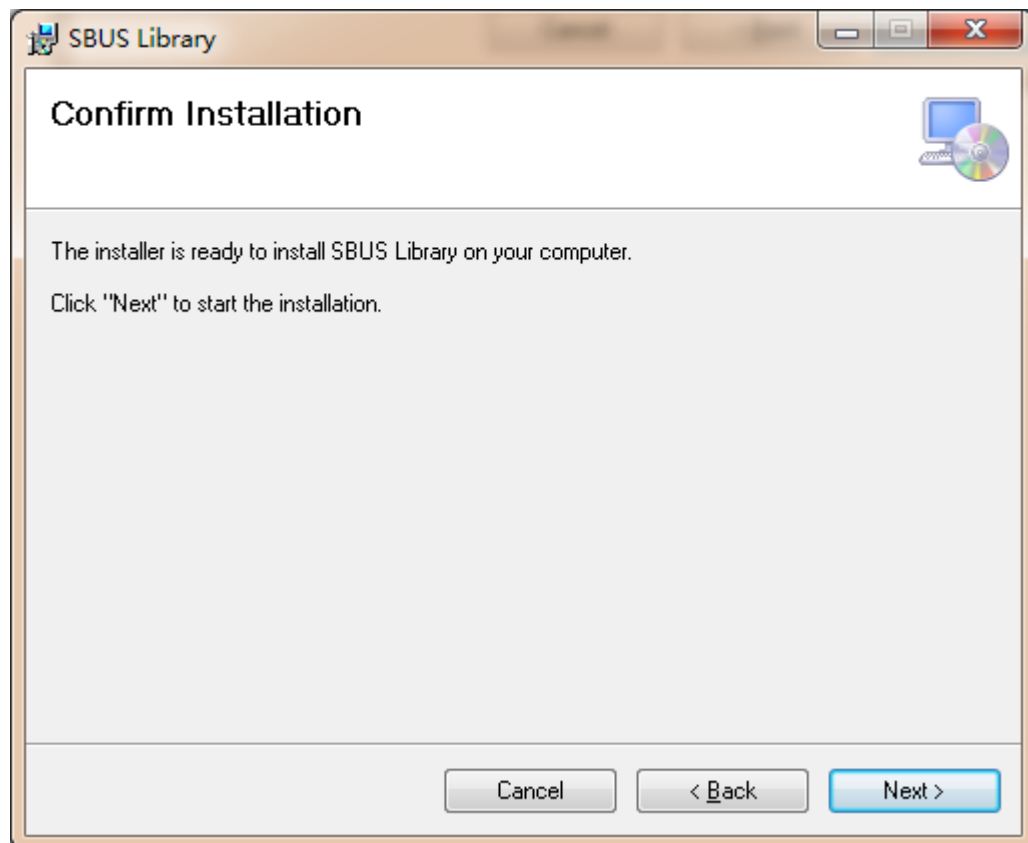 SBUS Library
Confirm Installation
The installer is ready to install SBUS Library on your computer.
Click "Next" to start the installation.
Cancel
< Back
Next >